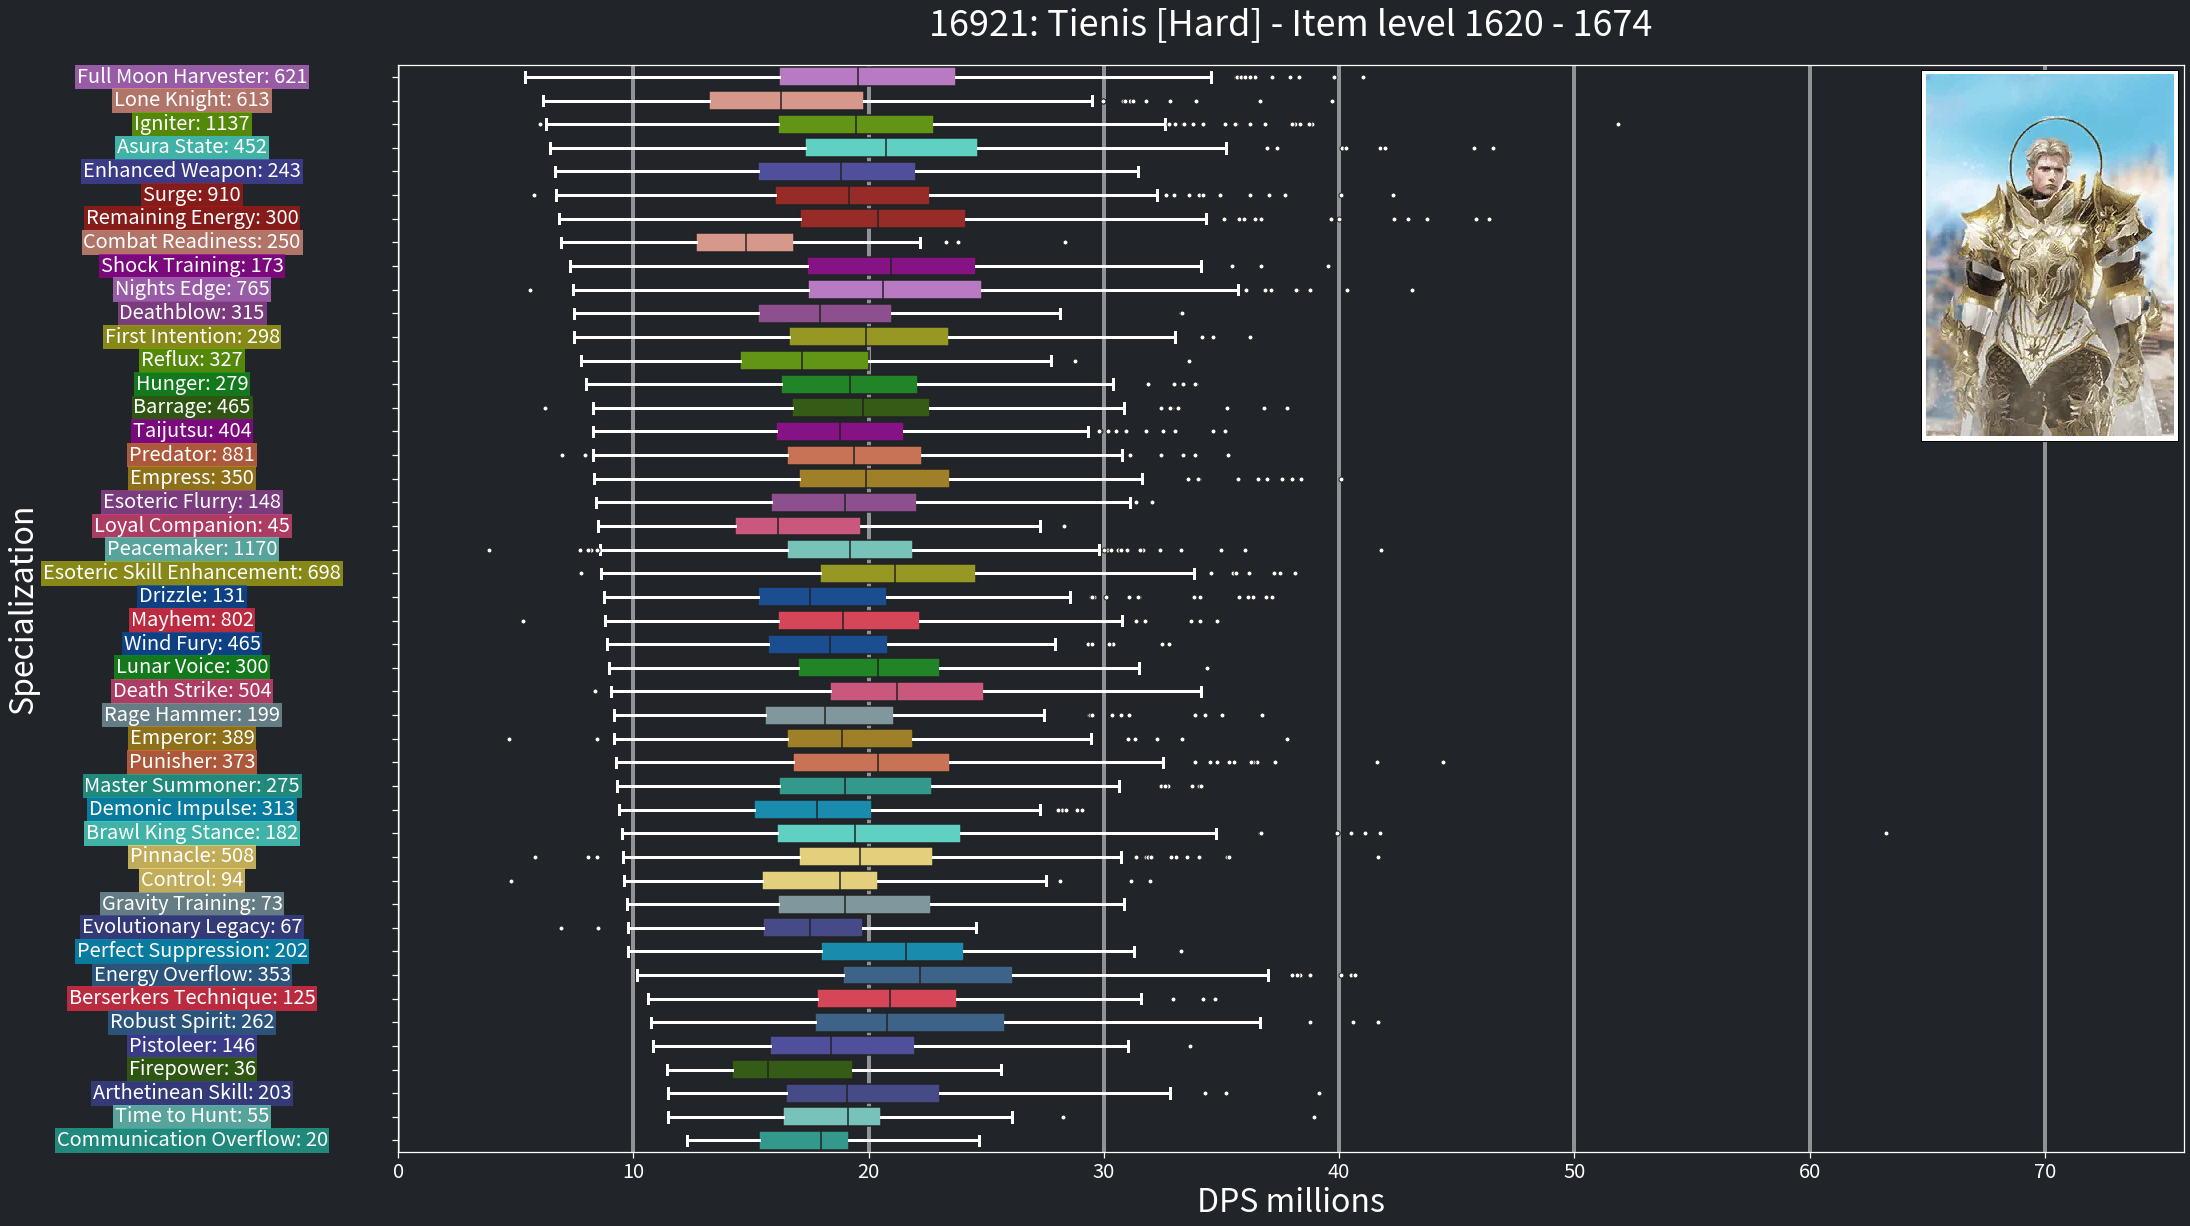 16921: Tienis [Hard] - Item level 1620 - 1674
Full Moon Harvester: 621
Lone Knight: 613
Igniter: 1137
Asura State: 452
Enhanced Weapon: 243
Surge: 910
Remaining Energy: 300
Combat Readiness: 250
Shock Training: 173
Nights Edge: 765
Deathblow: 315
First Intention: 298
Reflux: 327
Hunger: 279
Barrage: 465
Taijutsu: 404
Predator: 881
Empress: 350
Esoteric Flurry: 148
Loyal Companion: 45
Peacemaker: 1170
Esoteric Skill Enhancement: 698
Drizzle: 131
Mayhem: 802
Wind Fury: 465
Lunar Voice: 300
Death Strike: 504
Rage Hammer: 199
Emperor: 389
Punisher: 373
Master Summoner: 275
Demonic Impulse: 313
Brawl King Stance: 182
Pinnacle: 508
Control: 94
Gravity Training: 73
Evolutionary Legacy: 67
Perfect Suppression: 202
Energy Overflow: 353
Berserkers Technique: 125
Robust Spirit: 262
Pistoleer: 146
Firepower: 36
Arthetinean Skill: 203
Time to Hunt: 55
Communication Overflow: 20
Specialization
0 10 20 30 40 50 60 70
DPS millions